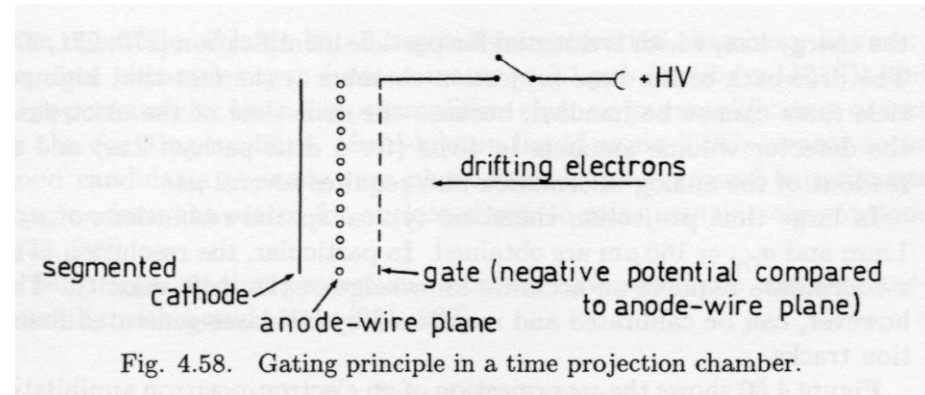 -HV
drifting electrons
segmented
cathode
gate (negative potential compared
to anode-wire plane)
anode-wire plane
Fig. 4.58. Gating principle in a time projection chamber.